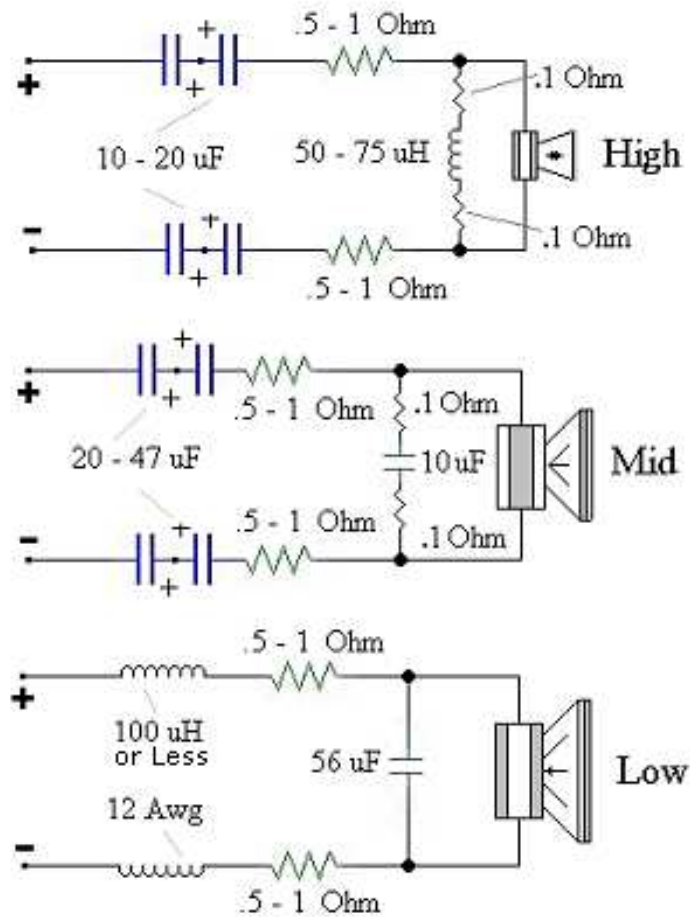 .5 - 1 Ohm
+
+
+
.1 Ohm
10 - 20 uF
50 - 75 uH
High
-
+
+
.1 Ohm
.5 - 1 Ohm
+
+
+
.5 - 1 Ohm
.1 Ohm
20 - 47 uF
10 uF
Mid
-
+
+
.5 - 1 Ohm
.1 Ohm
.5 - 1 Ohm
+
100 uH
or Less
56 uF
Low
12 Awg
-
.5 - 1 Ohm